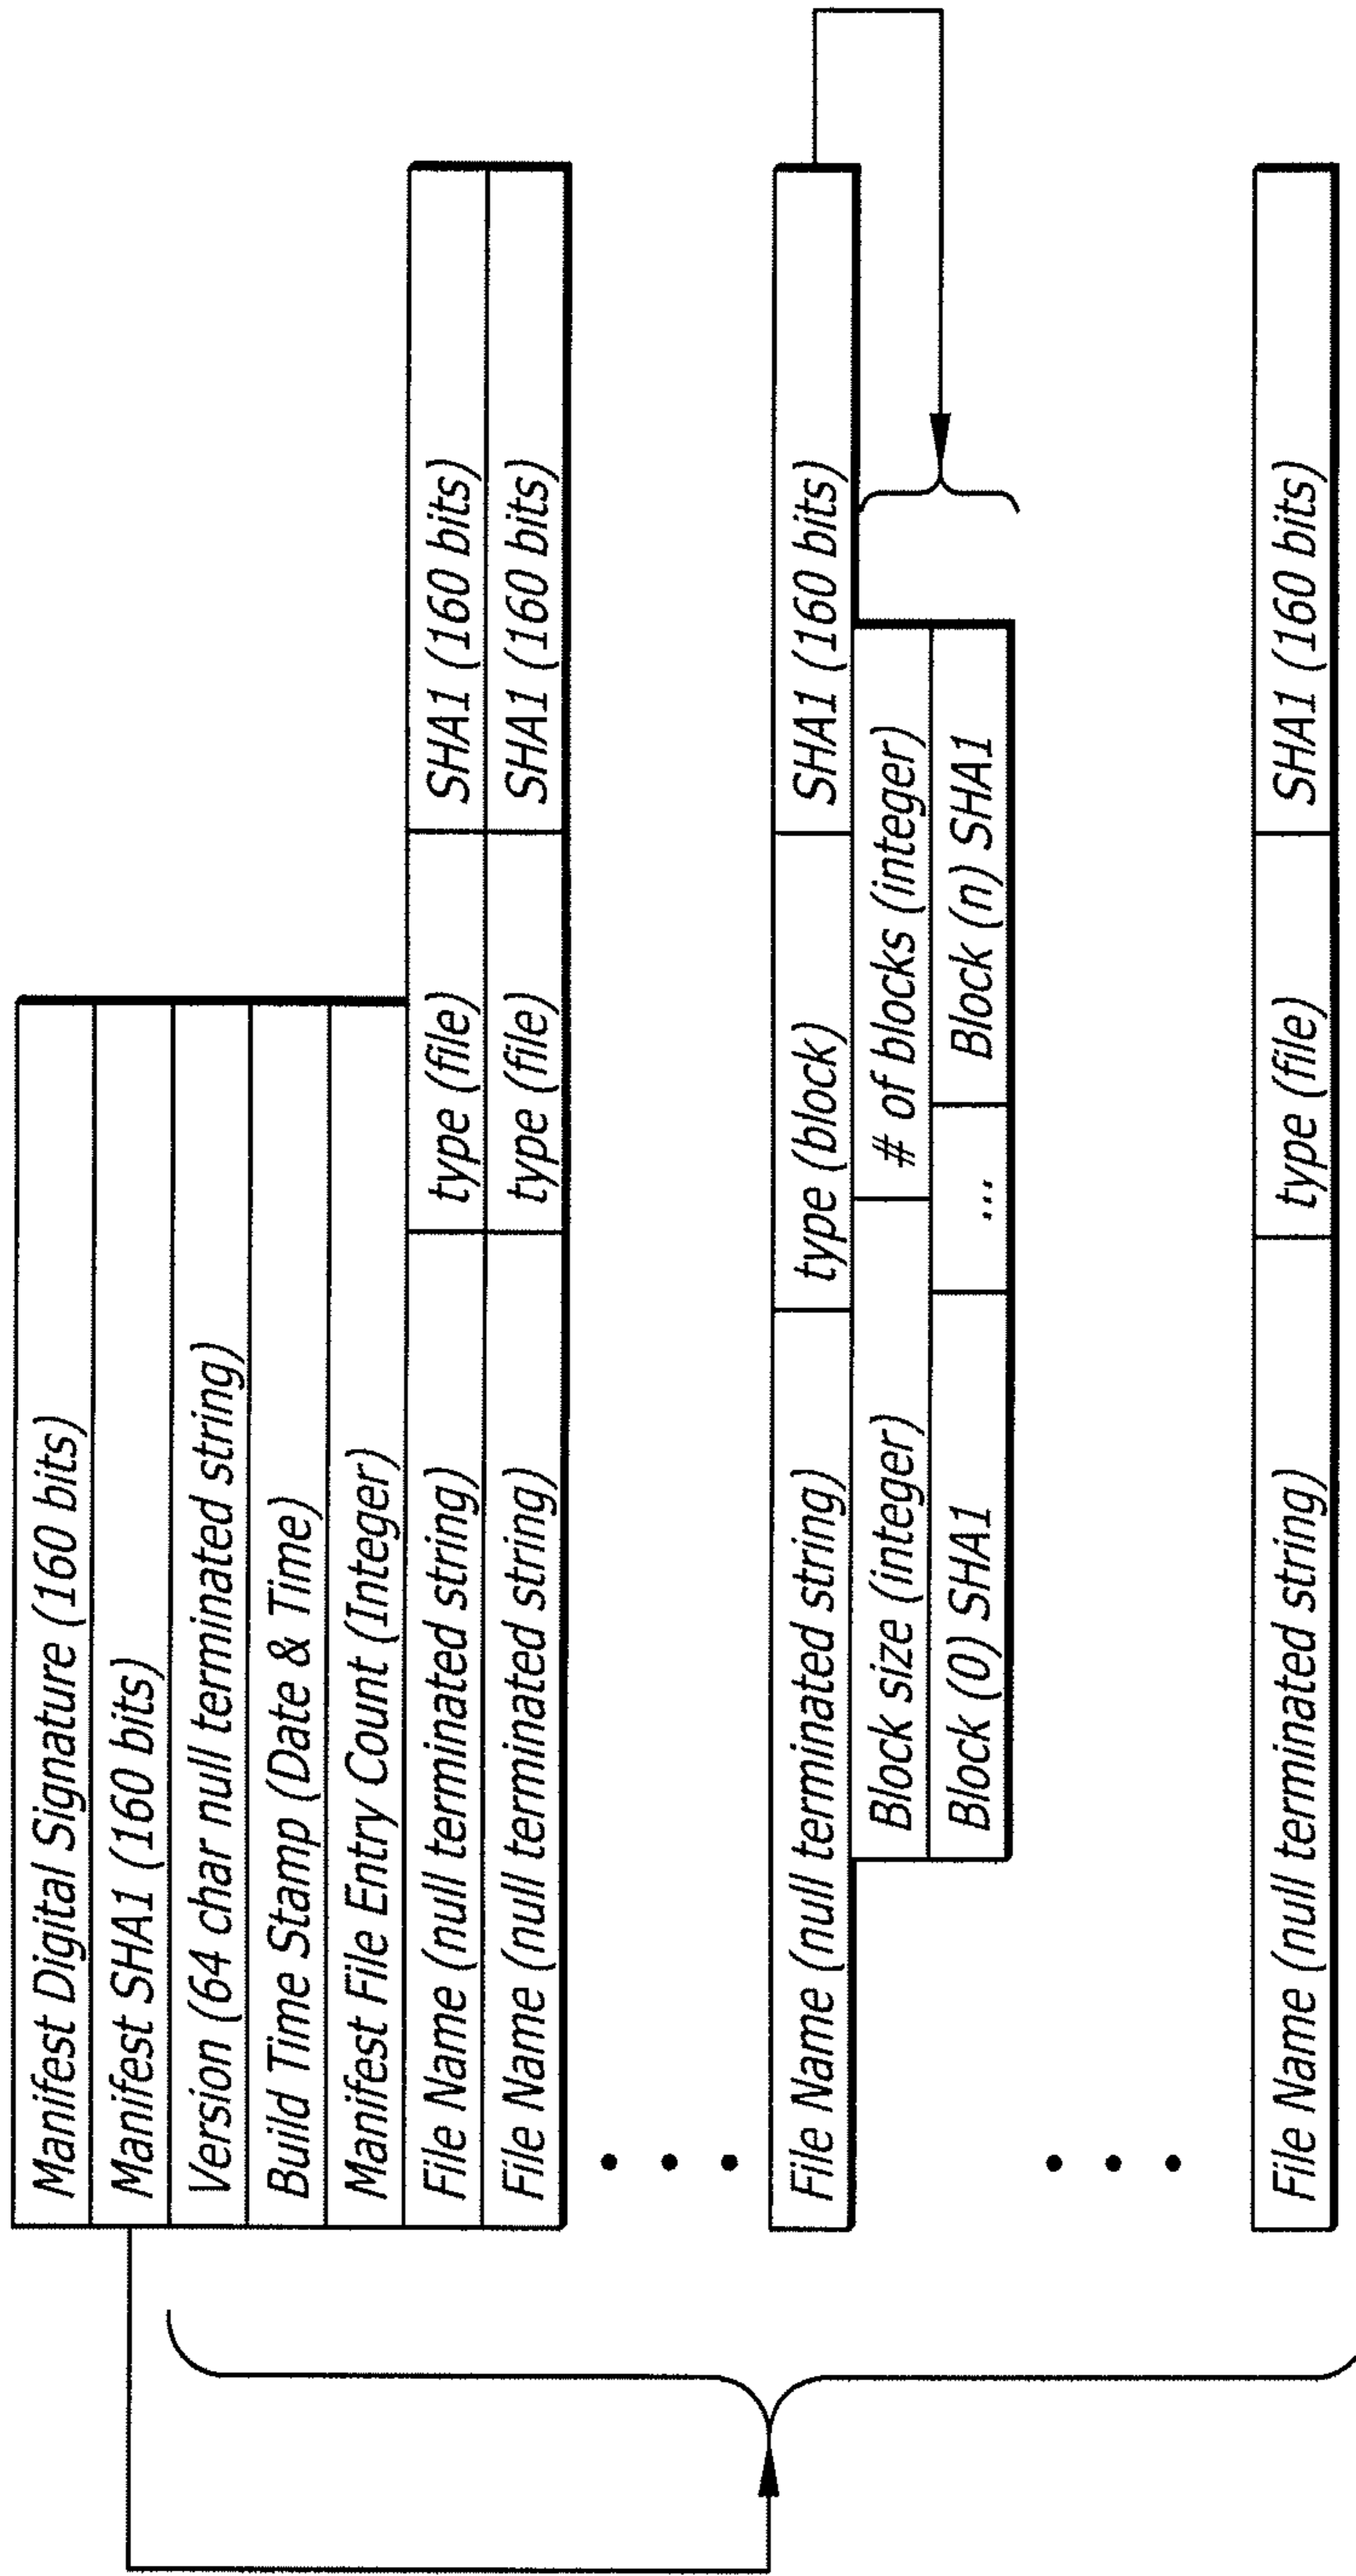 Manifest Digital Signature (160 bits)
Manifest SHA1 (160 bits)
Version (64 char null terminated string)
Build Time Stamp (Date & Time)
Manifest File Entry Count (Integer)
File Name (null terminated string) type (file) SHA1 (160 bits)
File Name (null terminated string) type (file) SHA1 (160 bits)
File Name (null terminated string) type (block) SHA1 (160 bits)
Block size (integer) # of blocks (integer)
Block (0) SHA1 ... Block (n) SHA1
File Name (null terminated string) type (file) SHA1 (160 bits)